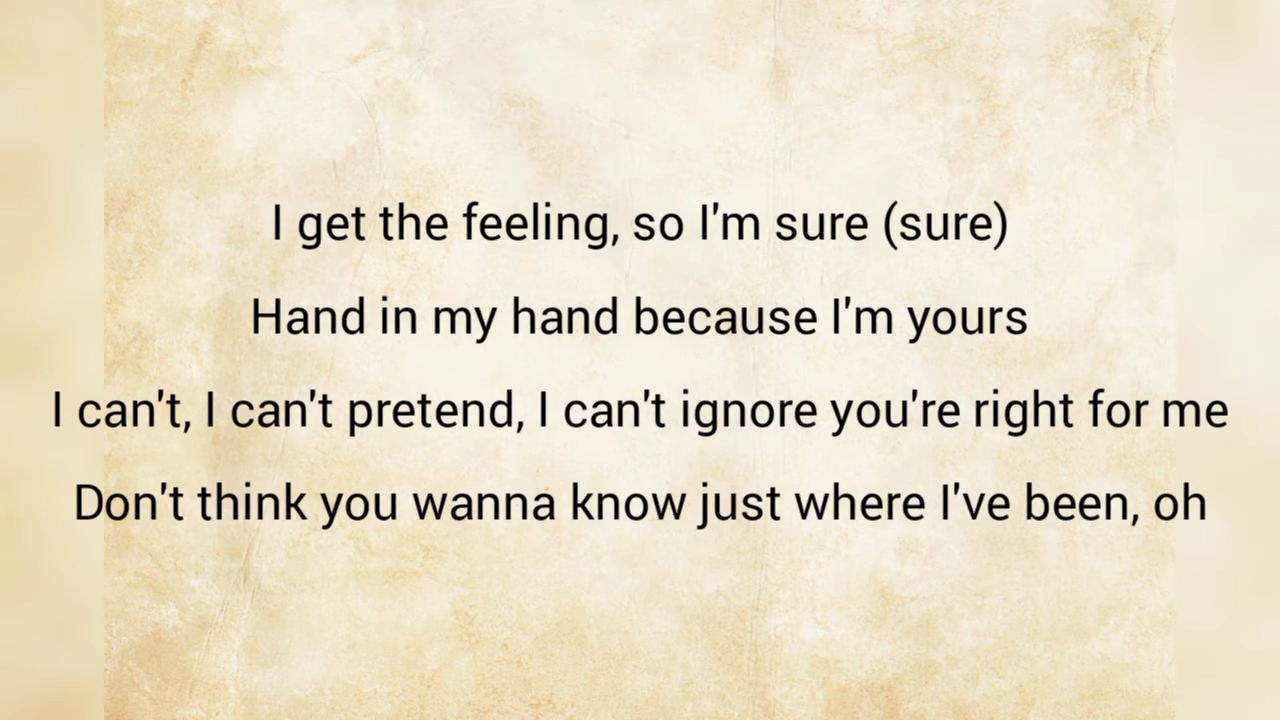 I get the feeling, so I'm sure (sure)
Hand in my hand because I'm yours
I can't, I can't pretend, I can't ignore you're right for me
Don't think you wanna know just where I've been, oh